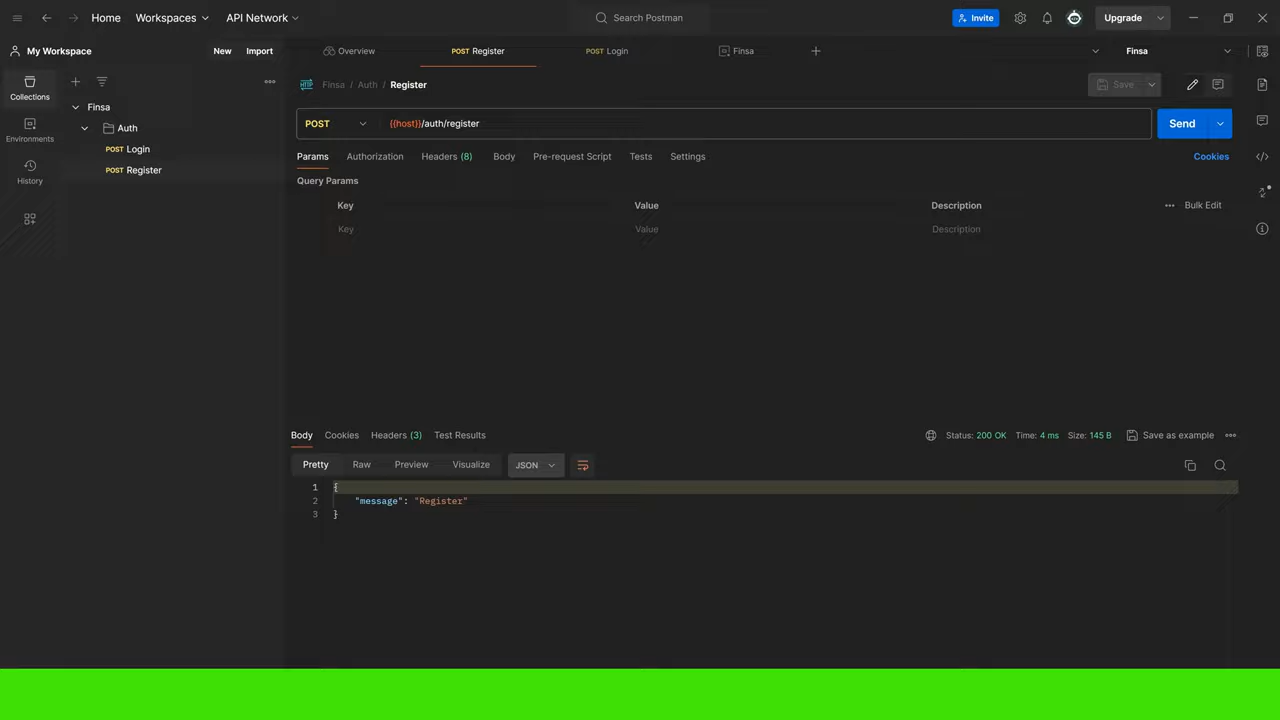 Home Workspaces API Network Search Postman Invite Upgrade
My Workspace New Import Overview POST Register POST Login Finsa Finsa
Collections
Environments
History
Finsa
Auth
POST Login
POST Register
HTTP Finsa / Auth / Register Save
POST {{host}}/auth/register Send
Params Authorization Headers (8) Body Pre-request Script Tests Settings Cookies
Query Params
Key Value Description Bulk Edit
Key Value Description
Body Cookies Headers (3) Test Results Status: 200 OK Time: 4 ms Size: 145 B Save as example
Pretty Raw Preview Visualize JSON
1 {
2 "message": "Register"
3 }